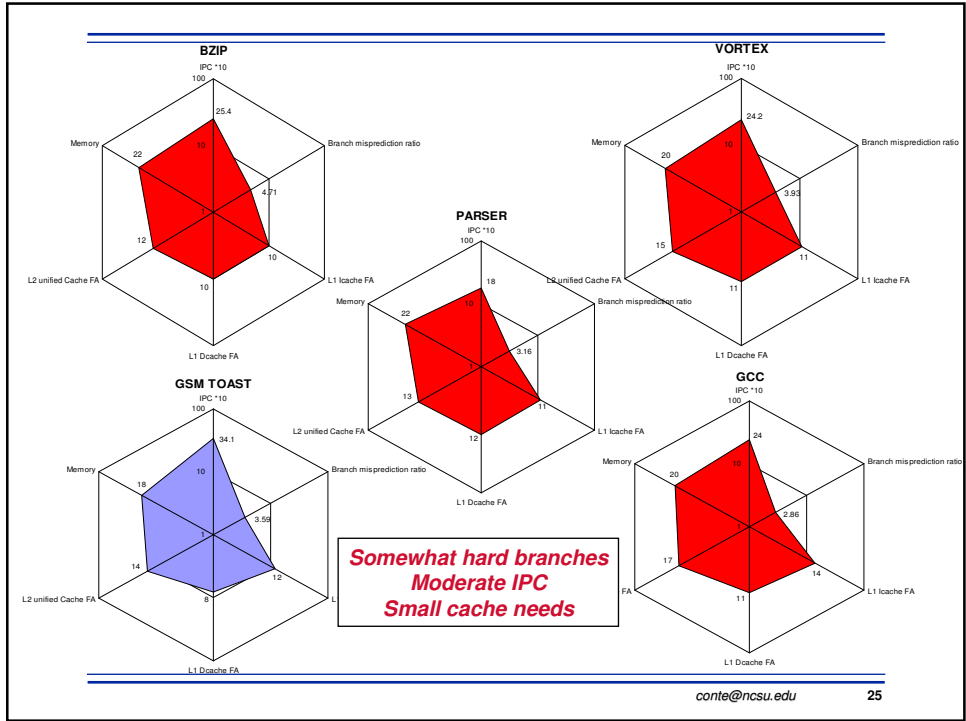 BZIP
IPC *10
100
25.4
Memory
Branch misprediction ratio
10
22
4.71
1
12
10
L2 unified Cache FA
L1 Icache FA
10
L1 Dcache FA
VORTEX
IPC *10
100
24.2
Memory
Branch misprediction ratio
10
20
3.93
1
15
11
L2 unified Cache FA
L1 Icache FA
11
L1 Dcache FA
PARSER
IPC *10
100
18
Memory
Branch misprediction ratio
10
22
3.16
1
13
11
L2 unified Cache FA
L1 Icache FA
12
L1 Dcache FA
GSM TOAST
IPC *10
100
34.1
Memory
Branch misprediction ratio
10
18
3.59
1
14
12
L2 unified Cache FA
8
L1 Dcache FA
GCC
IPC *10
100
24
Memory
Branch misprediction ratio
10
20
2.86
1
17
14
FA
L1 Icache FA
11
L1 Dcache FA
Somewhat hard branches
Moderate IPC
Small cache needs
conte@ncsu.edu
25